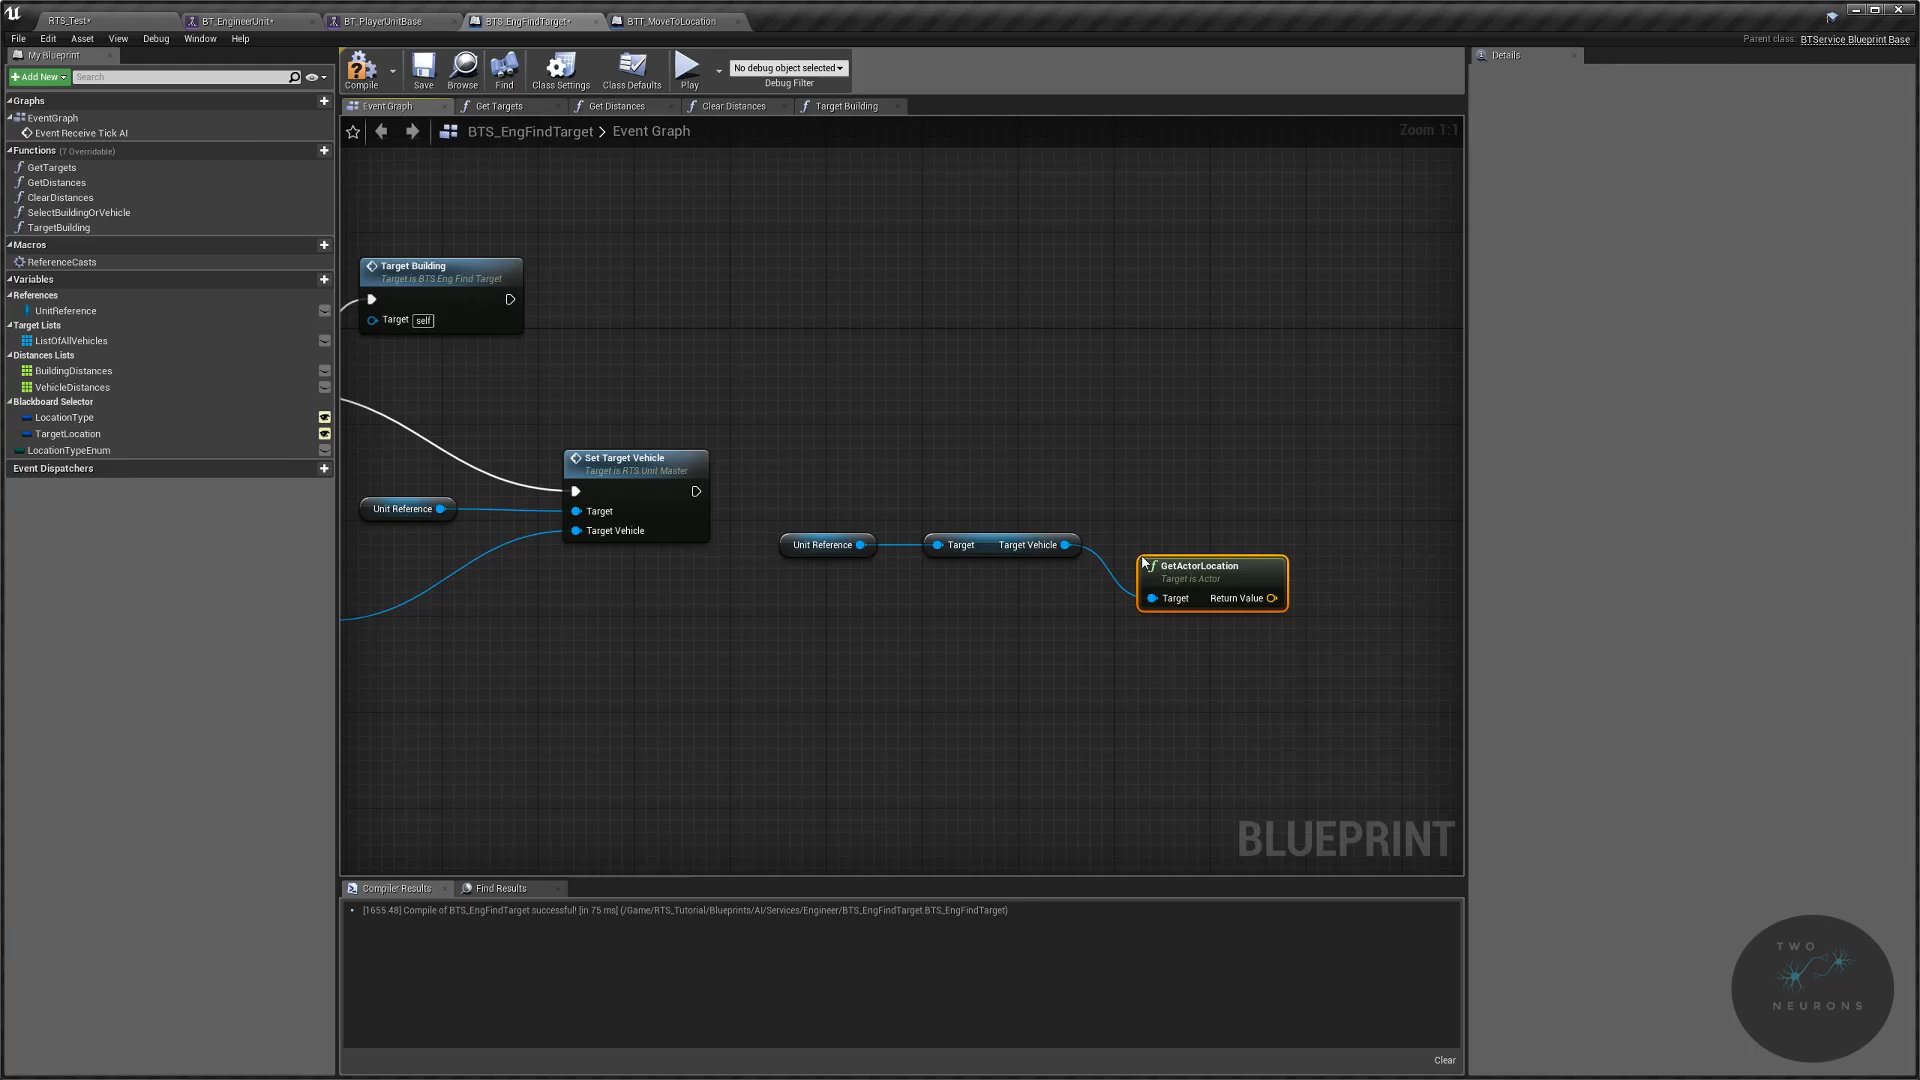 RTS_Test*
BT_EngineerUnit*
BT_PlayerUnitBase
BTS_EngFindTarget*
BTT_MoveToLocation
File Edit Asset View Debug Window Help
Parent class: BTService Blueprint Base
My Blueprint
Add New
Search
Graphs
EventGraph
Event Receive Tick AI
Functions (7 Overridable)
GetTargets
GetDistances
ClearDistances
SelectBuildingOrVehicle
TargetBuilding
Macros
ReferenceCasts
Variables
References
UnitReference
Target Lists
ListOfAllVehicles
Distances Lists
BuildingDistances
VehicleDistances
Blackboard Selector
LocationType
TargetLocation
LocationTypeEnum
Event Dispatchers
Compile
Save
Browse
Find
Class Settings
Class Defaults
Play
No debug object selected
Debug Filter
Event Graph
Get Targets
Get Distances
Clear Distances
Target Building
BTS_EngFindTarget > Event Graph
Zoom 1:1
Target Building
Target is BTS Eng Find Target
Target self
Set Target Vehicle
Target is RTS Unit Master
Target
Target Vehicle
Unit Reference
Unit Reference
Target Target Vehicle
GetActorLocation
Target is Actor
Target Return Value
BLUEPRINT
Compiler Results
Find Results
[1655.48] Compile of BTS_EngFindTarget successful! [in 75 ms] (/Game/RTS_Tutorial/Blueprints/AI/Services/Engineer/BTS_EngFindTarget.BTS_EngFindTarget)
Clear
Details
TWO
NEURONS